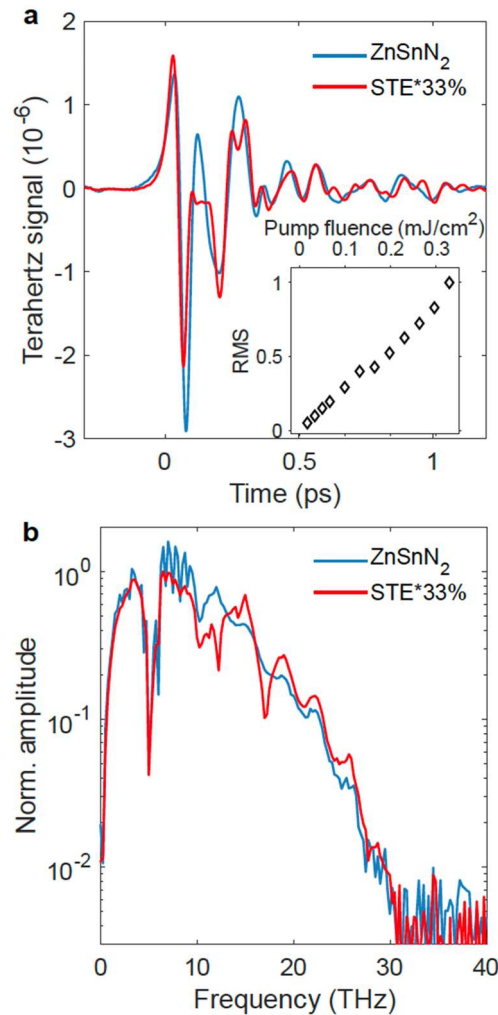 a
2
1
0
-1
-2
-3
Terahertz signal (10⁻⁶)
ZnSnN₂
STE*33%
Pump fluence (mJ/cm²)
0 0.1 0.2 0.3
1
0.5
0
RMS
0 0.5 1
Time (ps)
b
10⁰
10⁻¹
10⁻²
Norm. amplitude
ZnSnN₂
STE*33%
0 10 20 30 40
Frequency (THz)